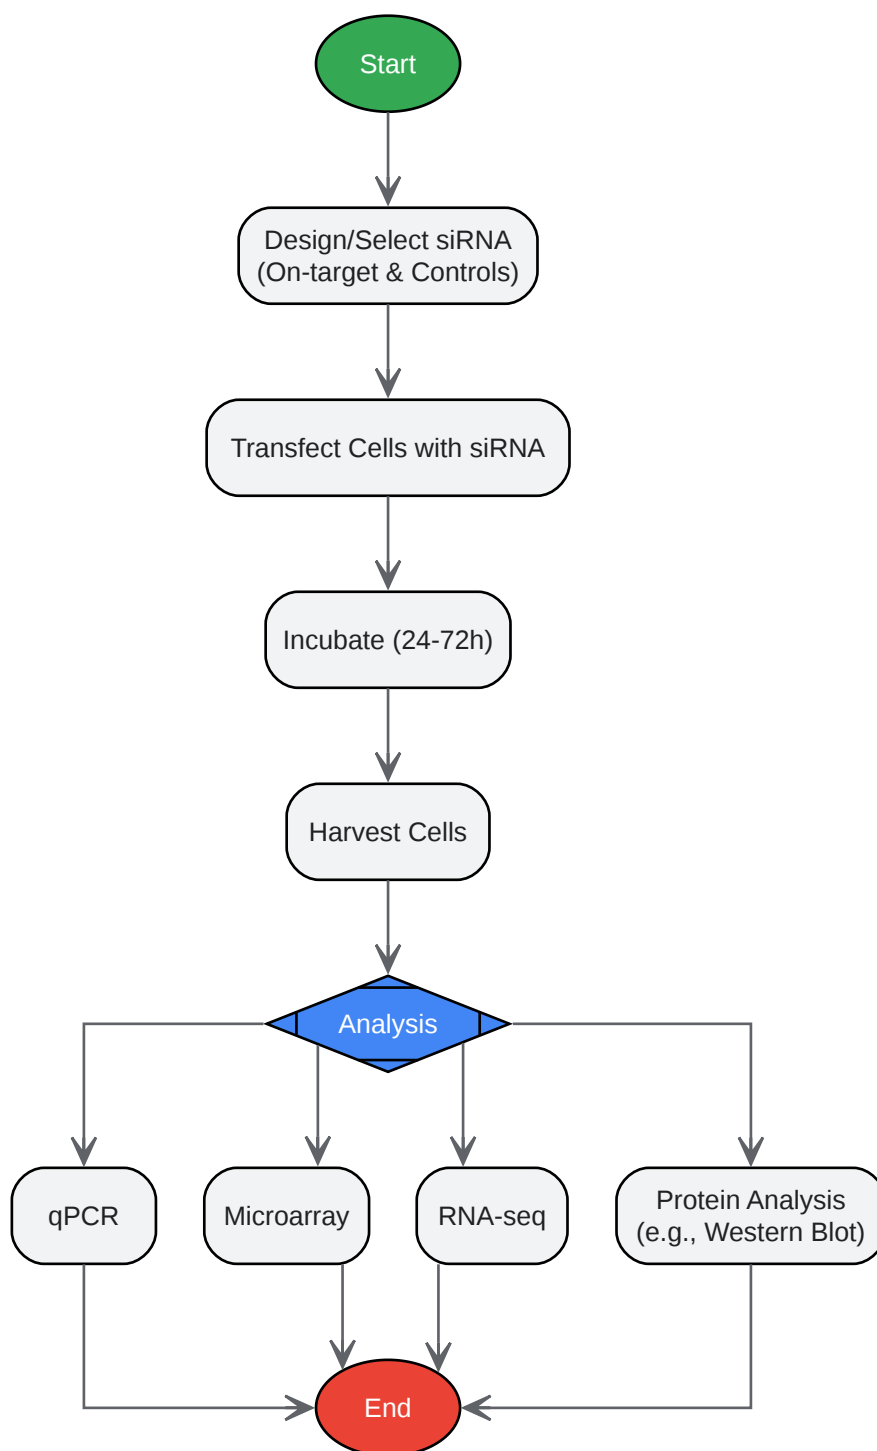 Start
Design/Select siRNA
(On-target & Controls)
Transfect Cells with siRNA
Incubate (24-72h)
Harvest Cells
Analysis
qPCR
Microarray
RNA-seq
Protein Analysis
(e.g., Western Blot)
End